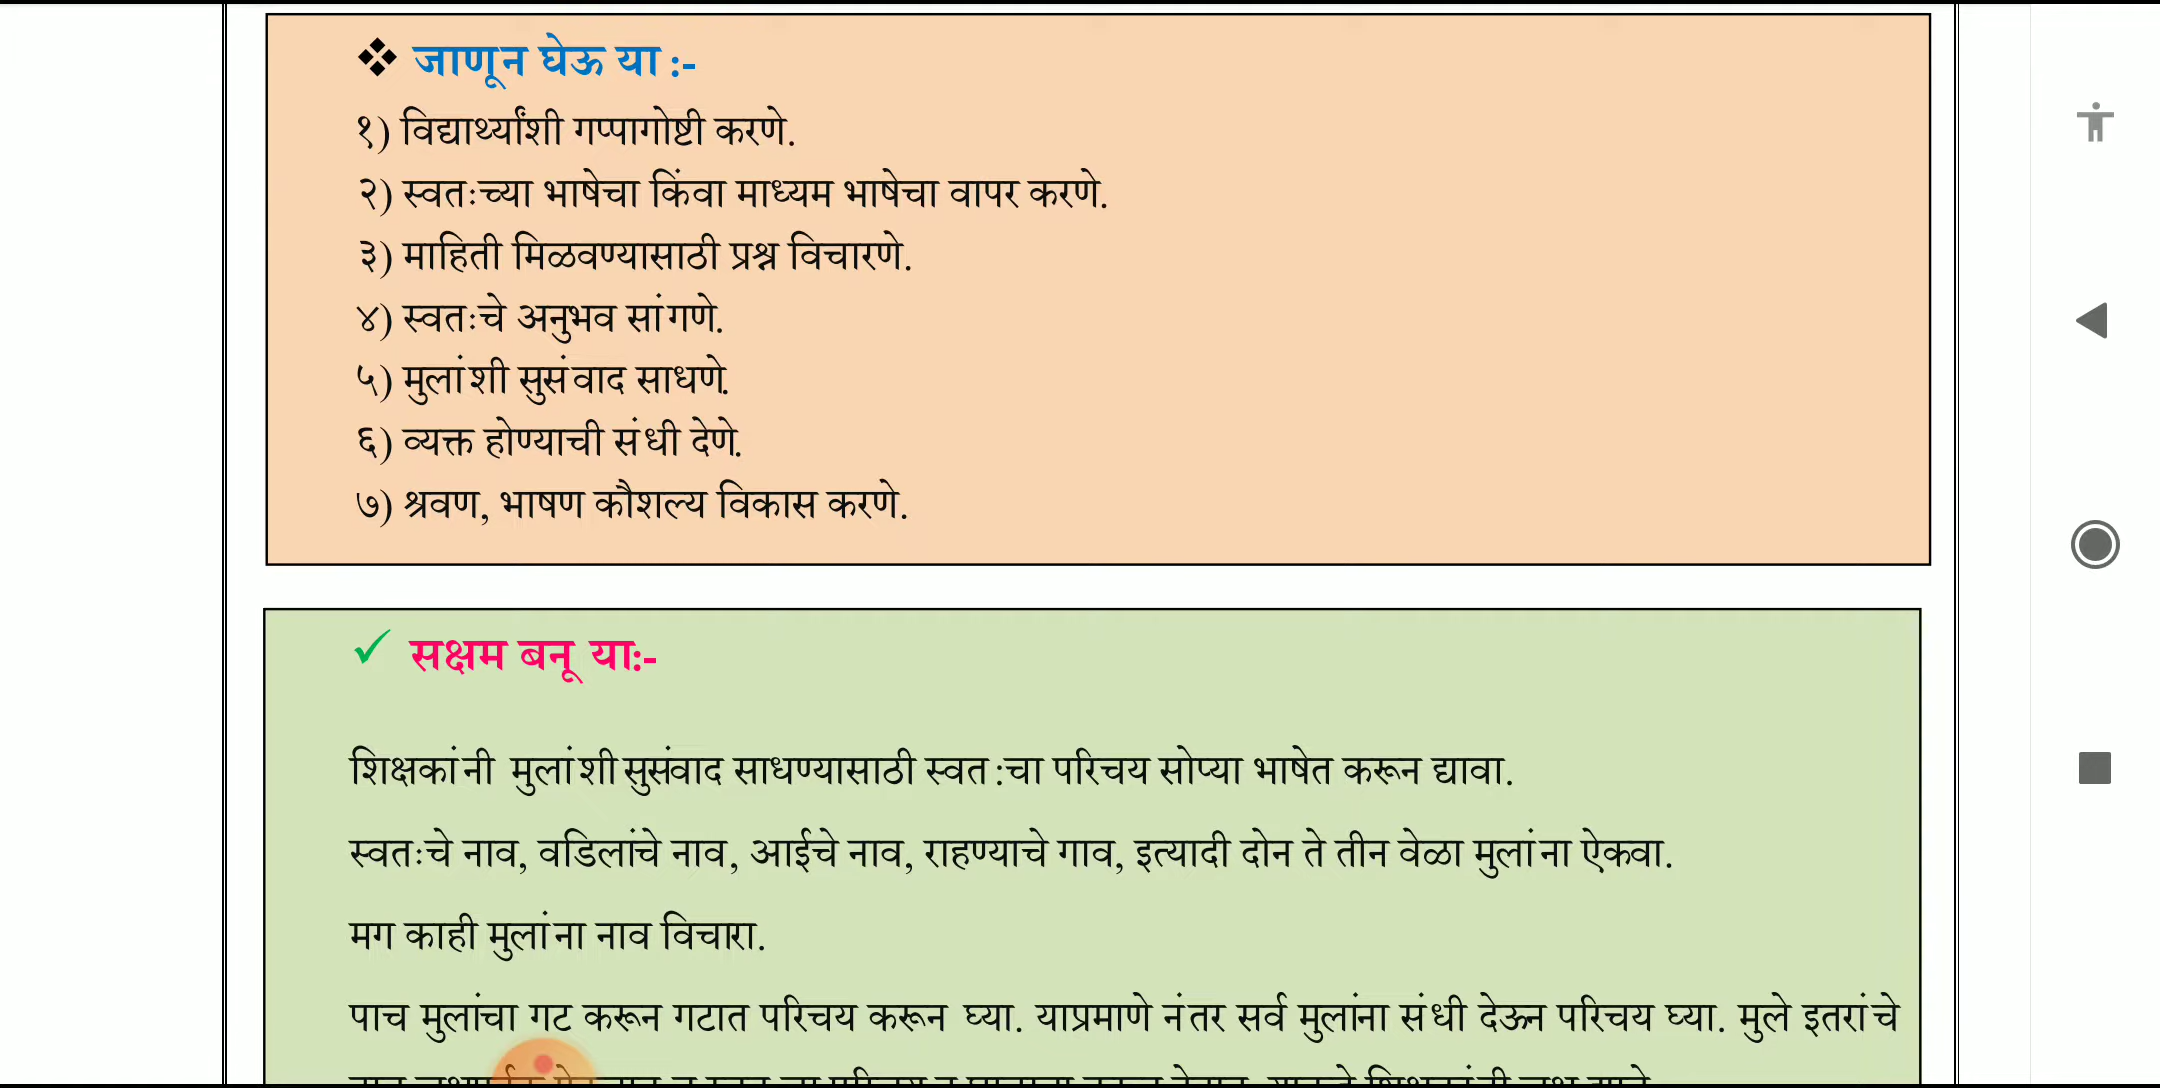 ❖ जाणून घेऊ या :-
१) विद्यार्थ्यांशी गप्पागोष्टी करणे.
२) स्वतःच्या भाषेचा किंवा माध्यम भाषेचा वापर करणे.
३) माहिती मिळवण्यासाठी प्रश्न विचारणे.
४) स्वतःचे अनुभव सांगणे.
५) मुलांशी सुसंवाद साधणे.
६) व्यक्त होण्याची संधी देणे.
७) श्रवण, भाषण कौशल्य विकास करणे.
✓ सक्षम बनू याः-
शिक्षकांनी मुलांशी सुसंवाद साधण्यासाठी स्वत:चा परिचय सोप्या भाषेत करून द्यावा.
स्वतःचे नाव, वडिलांचे नाव, आईचे नाव, राहण्याचे गाव, इत्यादी दोन ते तीन वेळा मुलांना ऐकवा.
मग काही मुलांना नाव विचारा.
पाच मुलांचा गट करून गटात परिचय करून घ्या. याप्रमाणे नंतर सर्व मुलांना संधी देऊन परिचय घ्या. मुले इतरांचे